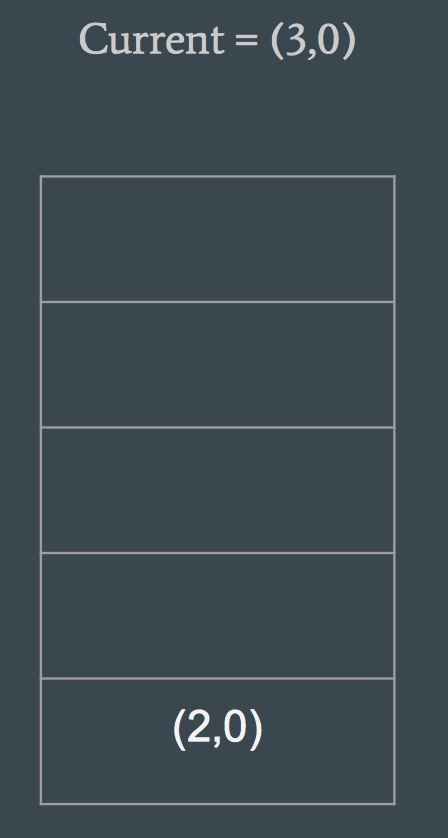 Current = (3,0)
(2,0)